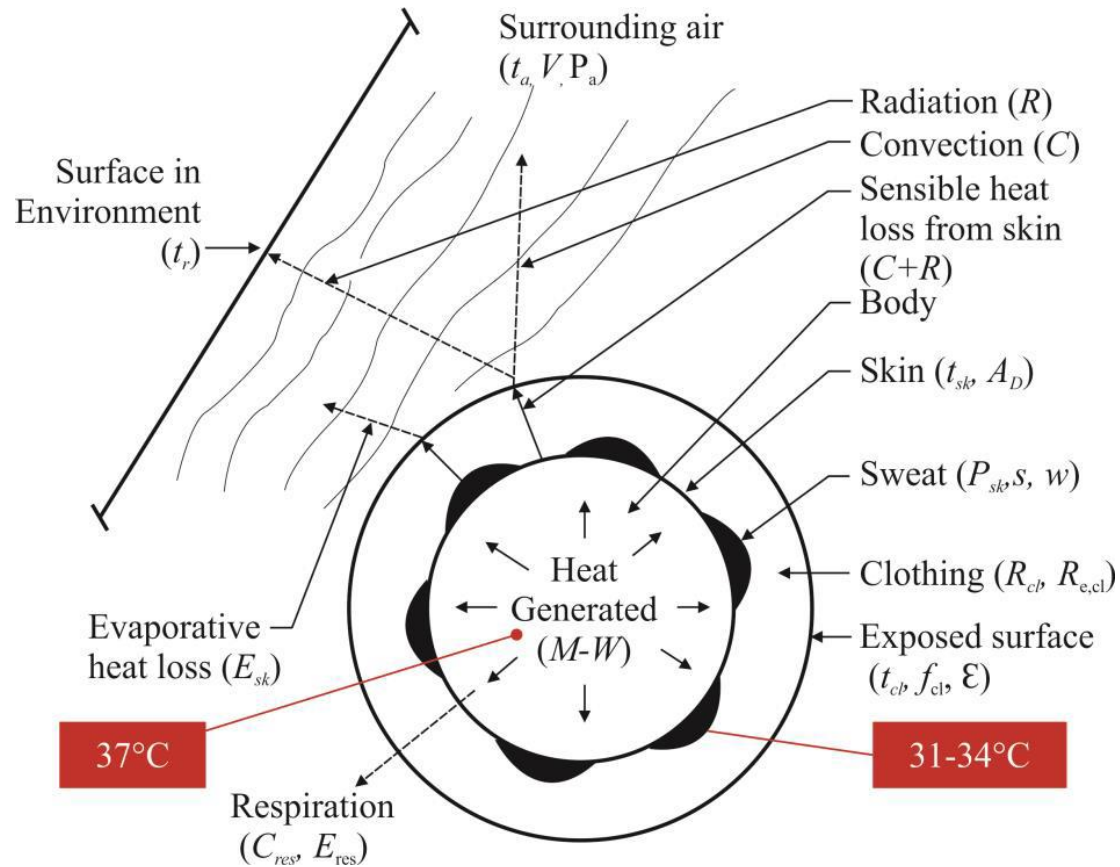 Surrounding air
(ta, V, Pa)
Radiation (R)
Convection (C)
Sensible heat
loss from skin
(C+R)
Body
Skin (tsk, AD)
Sweat (Psk,s, w)
Clothing (Rcl, Re,cl)
Exposed surface
(tcl, fcl, Ɛ)
Surface in
Environment
(tr)
Heat
Generated
(M-W)
Evaporative
heat loss (Esk)
37°C
31-34°C
Respiration
(Cres, Eres)